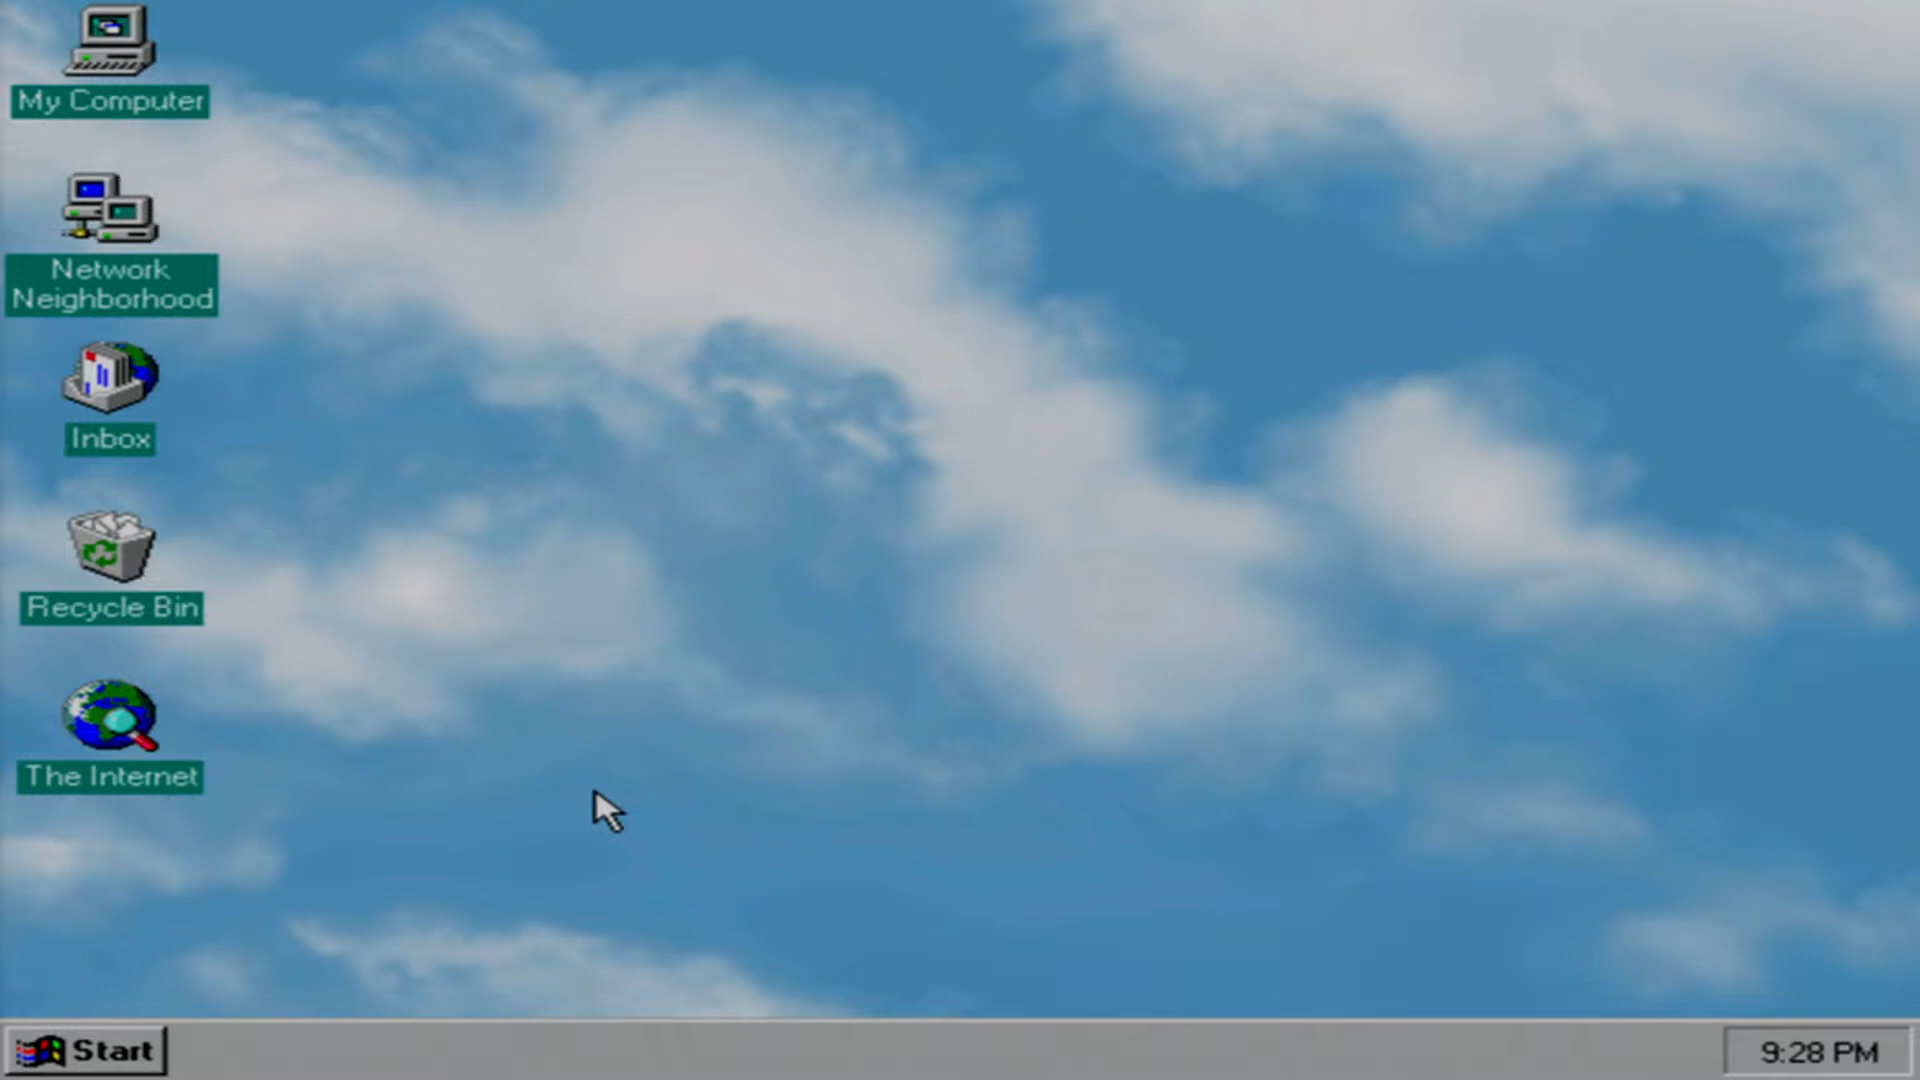 My Computer
Network
Neighborhood
Inbox
Recycle Bin
The Internet
Start
9:28 PM